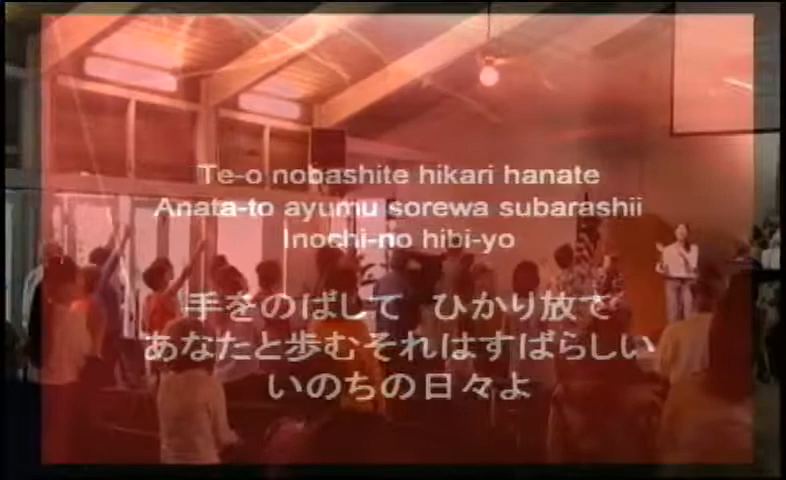 Te-o nobashite hikari hanate
Anata-to ayumu sorewa subarashii
Inochi-no hibi-yo
手をのばして ひかり放て
あなたと歩むそれはすばらしい
いのちの日々よ